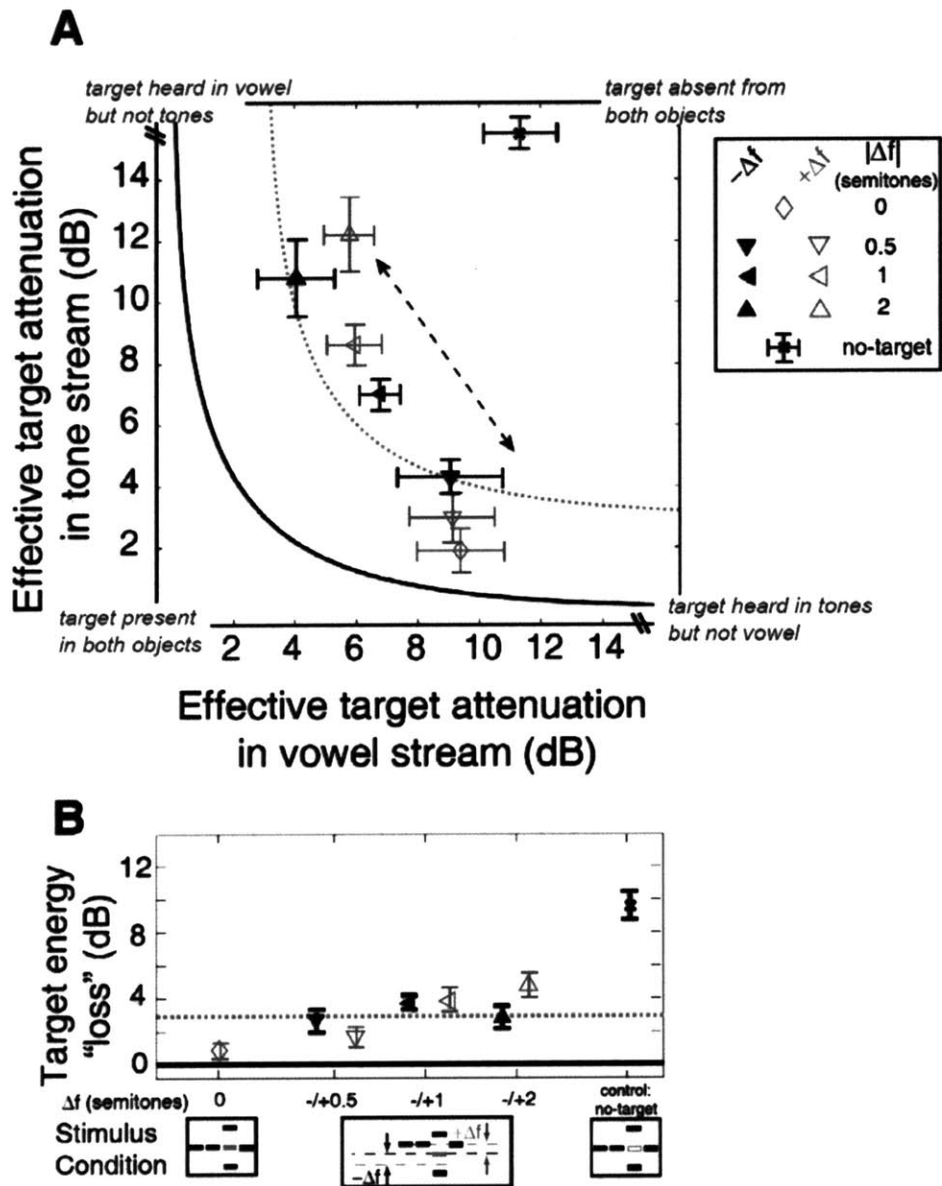 A
target heard in vowel
but not tones
target absent from
both objects
Effective target attenuation
in tone stream (dB)
14
12
10
8
6
4
2
target present
in both objects
target heard in tones
but not vowel
2 4 6 8 10 12 14
Effective target attenuation
in vowel stream (dB)
−Δf +Δf |Δf|
(semitones)
0
0.5
1
2
no-target
B
Target energy
"loss" (dB)
12
8
4
0
Δf (semitones) 0 -/+0.5 -/+1 -/+2 control:
no-target
Stimulus
Condition
+Δf
−Δf